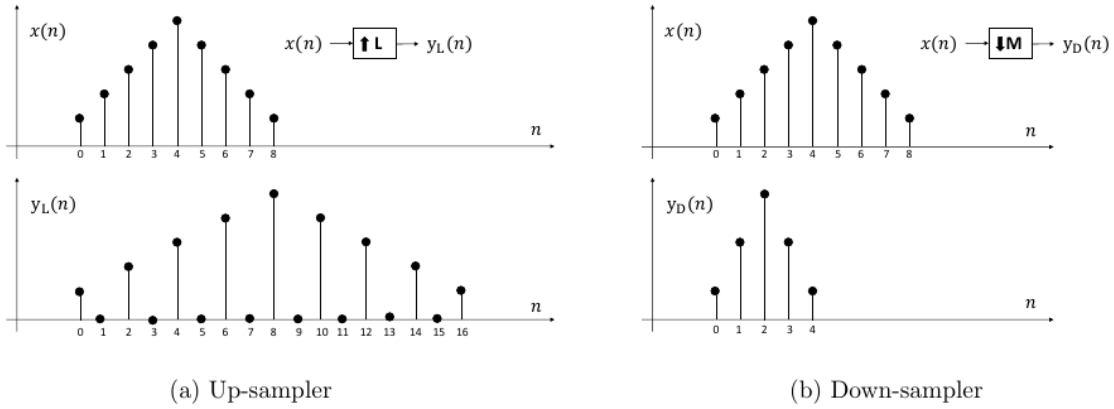 x(n)
x(n) ⬆L y_L(n)
n
0 1 2 3 4 5 6 7 8
y_L(n)
n
0 1 2 3 4 5 6 7 8 9 10 11 12 13 14 15 16
(a) Up-sampler
x(n)
x(n) ⬇M y_D(n)
n
0 1 2 3 4 5 6 7 8
y_D(n)
n
0 1 2 3 4
(b) Down-sampler